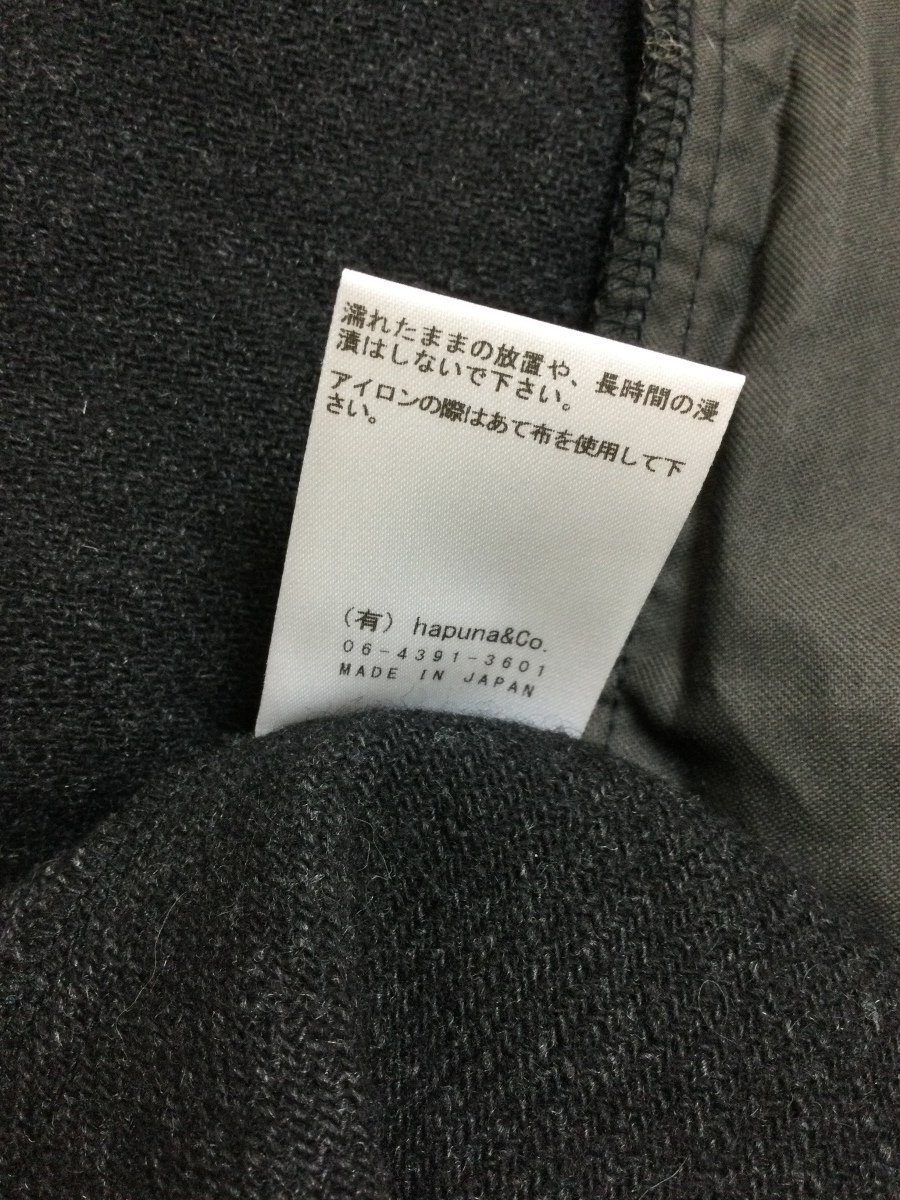 濡れたままの放置や、長時間の浸
漬はしないで下さい。
アイロンの際はあて布を使用して下
さい。
(有) hapuna&Co.
06-4391-3601
MADE IN JAPAN